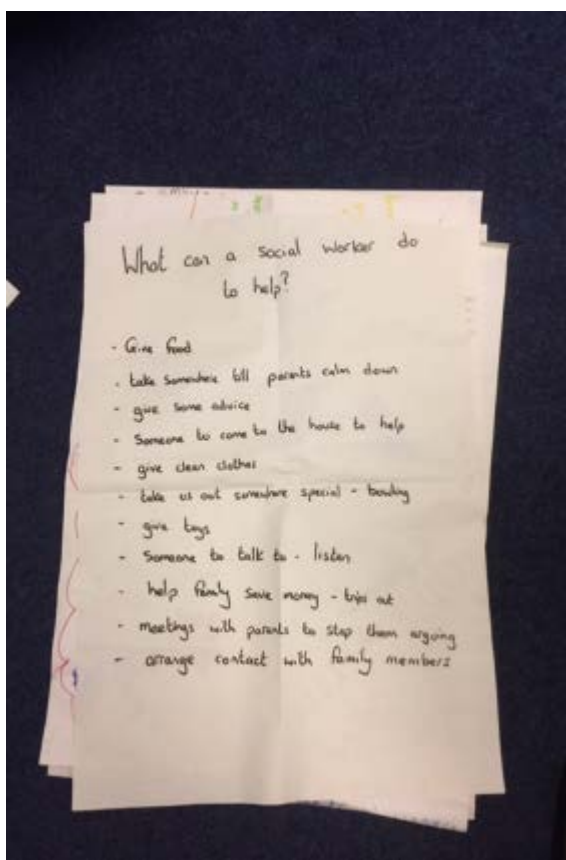 What can a social worker do
to help?
- Give food
- take somewhere till parents calm down
- give some advice
- Someone to come to the house to help
- give clean clothes
- take us out somewhere special - bowling
- give toys
- Someone to talk to - listen
- help family save money - trips out
- meetings with parents to stop them argoing
- arrange contact with family members